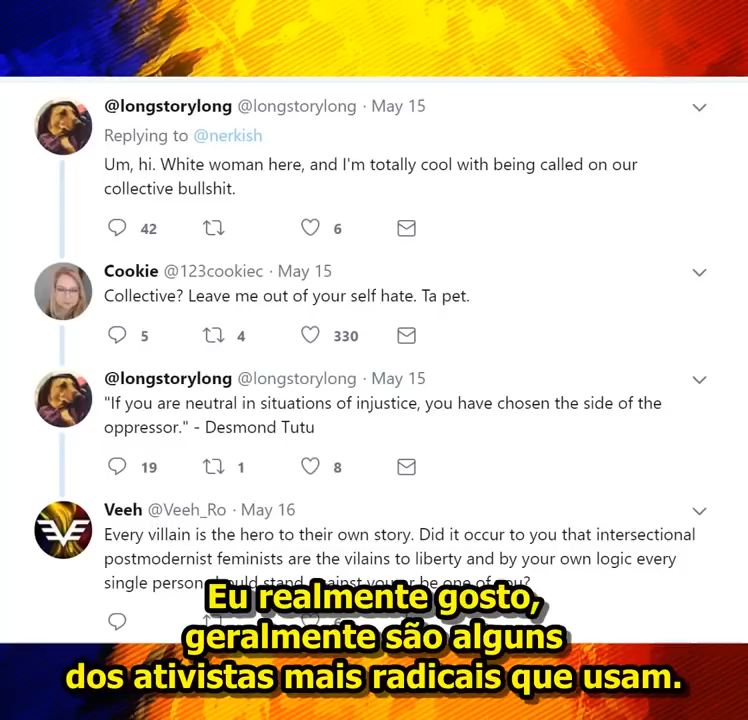 @longstorylong @longstorylong · May 15
Replying to @nerkish
Um, hi. White woman here, and I'm totally cool with being called on our
collective bullshit.
42 6
Cookie @123cookiec · May 15
Collective? Leave me out of your self hate. Ta pet.
5 4 330
@longstorylong @longstorylong · May 15
"If you are neutral in situations of injustice, you have chosen the side of the
oppressor." - Desmond Tutu
19 1 8
Veeh @Veeh_Ro · May 16
Every villain is the hero to their own story. Did it occur to you that intersectional
postmodernist feminists are the vilains to liberty and by your own logic every
single person
Eu realmente gosto,
geralmente são alguns
dos ativistas mais radicais que usam.